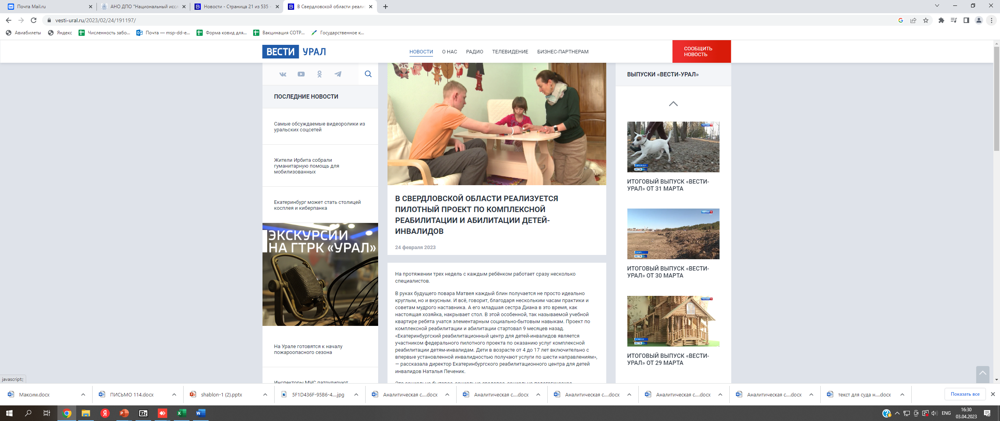 Почта Mail.ru
АНО ДПО "Национальный иссл
Новости - Страница 21 из 535 -
В Свердловской области реали
vesti-ural.ru/2023/02/24/191197/
Авиабилеты
Яндекс
Численность забо...
Почта — msp-dd-e...
Форма ковид для...
Вакцинация СОТР...
Государственное к...
ВЕСТИ УРАЛ
НОВОСТИ
О НАС
РАДИО
ТЕЛЕВИДЕНИЕ
БИЗНЕС-ПАРТНЕРАМ
СООБЩИТЬ
НОВОСТЬ
ПОСЛЕДНИЕ НОВОСТИ
Самые обсуждаемые видеоролики из
уральских соцсетей
Жители Ирбита собрали
гуманитарную помощь для
мобилизованных
Екатеринбург может стать столицей
косплея и киберпанка
ЭКСКУРСИИ
НА ГТРК «УРАЛ»
На Урале готовятся к началу
пожароопасного сезона
Инспекторы МЧС патрулируют
В СВЕРДЛОВСКОЙ ОБЛАСТИ РЕАЛИЗУЕТСЯ
ПИЛОТНЫЙ ПРОЕКТ ПО КОМПЛЕКСНОЙ
РЕАБИЛИТАЦИИ И АБИЛИТАЦИИ ДЕТЕЙ-
ИНВАЛИДОВ
24 февраля 2023
На протяжении трех недель с каждым ребёнком работает сразу несколько
специалистов.
В руках будущего повара Матвея каждый блин получается не просто идеально
круглым, но и вкусным. И всё, говорит, благодаря нескольким часам практики и
советам мудрого наставника. А его младшая сестра Диана в это время, как
настоящая хозяйка, накрывает стол. В этой особенной, так называемой учебной
квартире ребята учатся элементарным социально-бытовым навыкам. Проект по
комплексной реабилитации и абилитации стартовал 9 месяцев назад.
«Екатеринбургский реабилитационный центр для детей-инвалидов является
участником федерального пилотного проекта по оказанию услуг комплексной
реабилитации детям-инвалидам. Дети в возрасте от 4 до 17 лет включительно с
впервые установленной инвалидностью получают услуги по шести направлениям»,
— рассказала директор Екатеринбургского реабилитационного центра для детей
инвалидов Наталья Печеник.
ВЫПУСКИ «ВЕСТИ-УРАЛ»
РОССИЯ 1
ВЕСТИ
ИТОГОВЫЙ ВЫПУСК «ВЕСТИ-
УРАЛ» ОТ 31 МАРТА
РОССИЯ 1
ВЕСТИ
ИТОГОВЫЙ ВЫПУСК «ВЕСТИ-
УРАЛ» ОТ 30 МАРТА
РОССИЯ 1
ВЕСТИ
ИТОГОВЫЙ ВЫПУСК «ВЕСТИ-
УРАЛ» ОТ 29 МАРТА
javascript:;
Максим.docx
ПИСЬМО 114.docx
shablon-1 (2).pptx
5F1D436F-95B6-4....jpg
Аналитическая с....docx
Аналитическая с....docx
Аналитическая с....docx
Аналитическая с....docx
Аналитическая с....docx
текст для суда н....docx
Показать все
ENG
16:30
03.04.2023